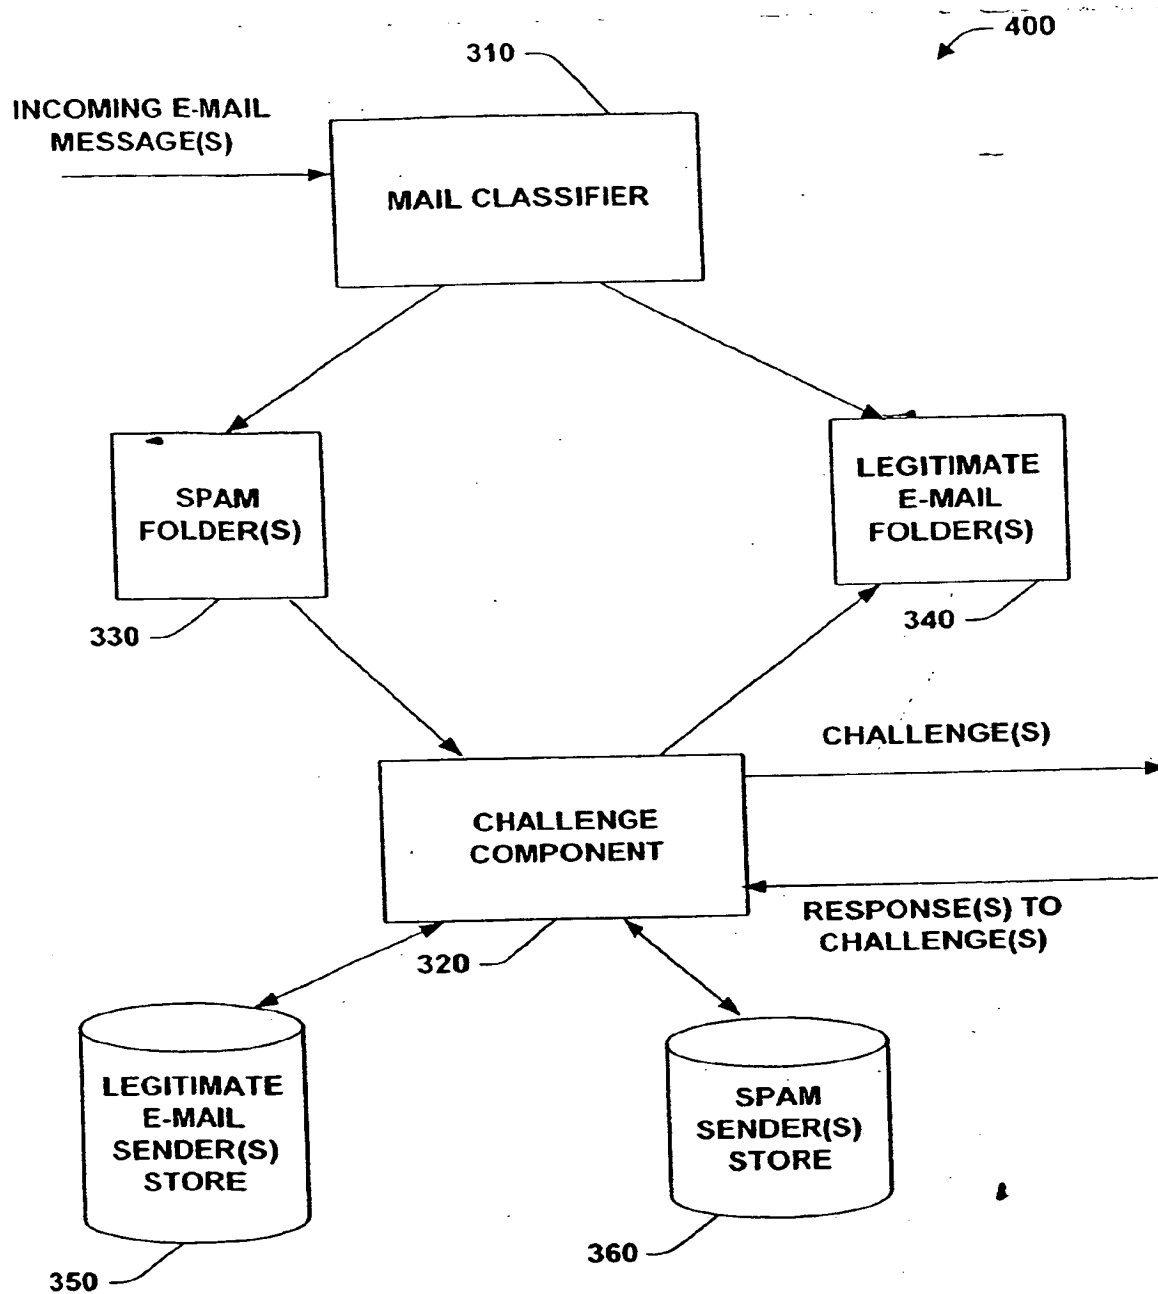 400
310
INCOMING E-MAIL
MESSAGE(S)
MAIL CLASSIFIER
SPAM
FOLDER(S)
330
LEGITIMATE
E-MAIL
FOLDER(S)
340
CHALLENGE(S)
CHALLENGE
COMPONENT
RESPONSE(S) TO
CHALLENGE(S)
320
LEGITIMATE
E-MAIL
SENDER(S)
STORE
350
SPAM
SENDER(S)
STORE
360